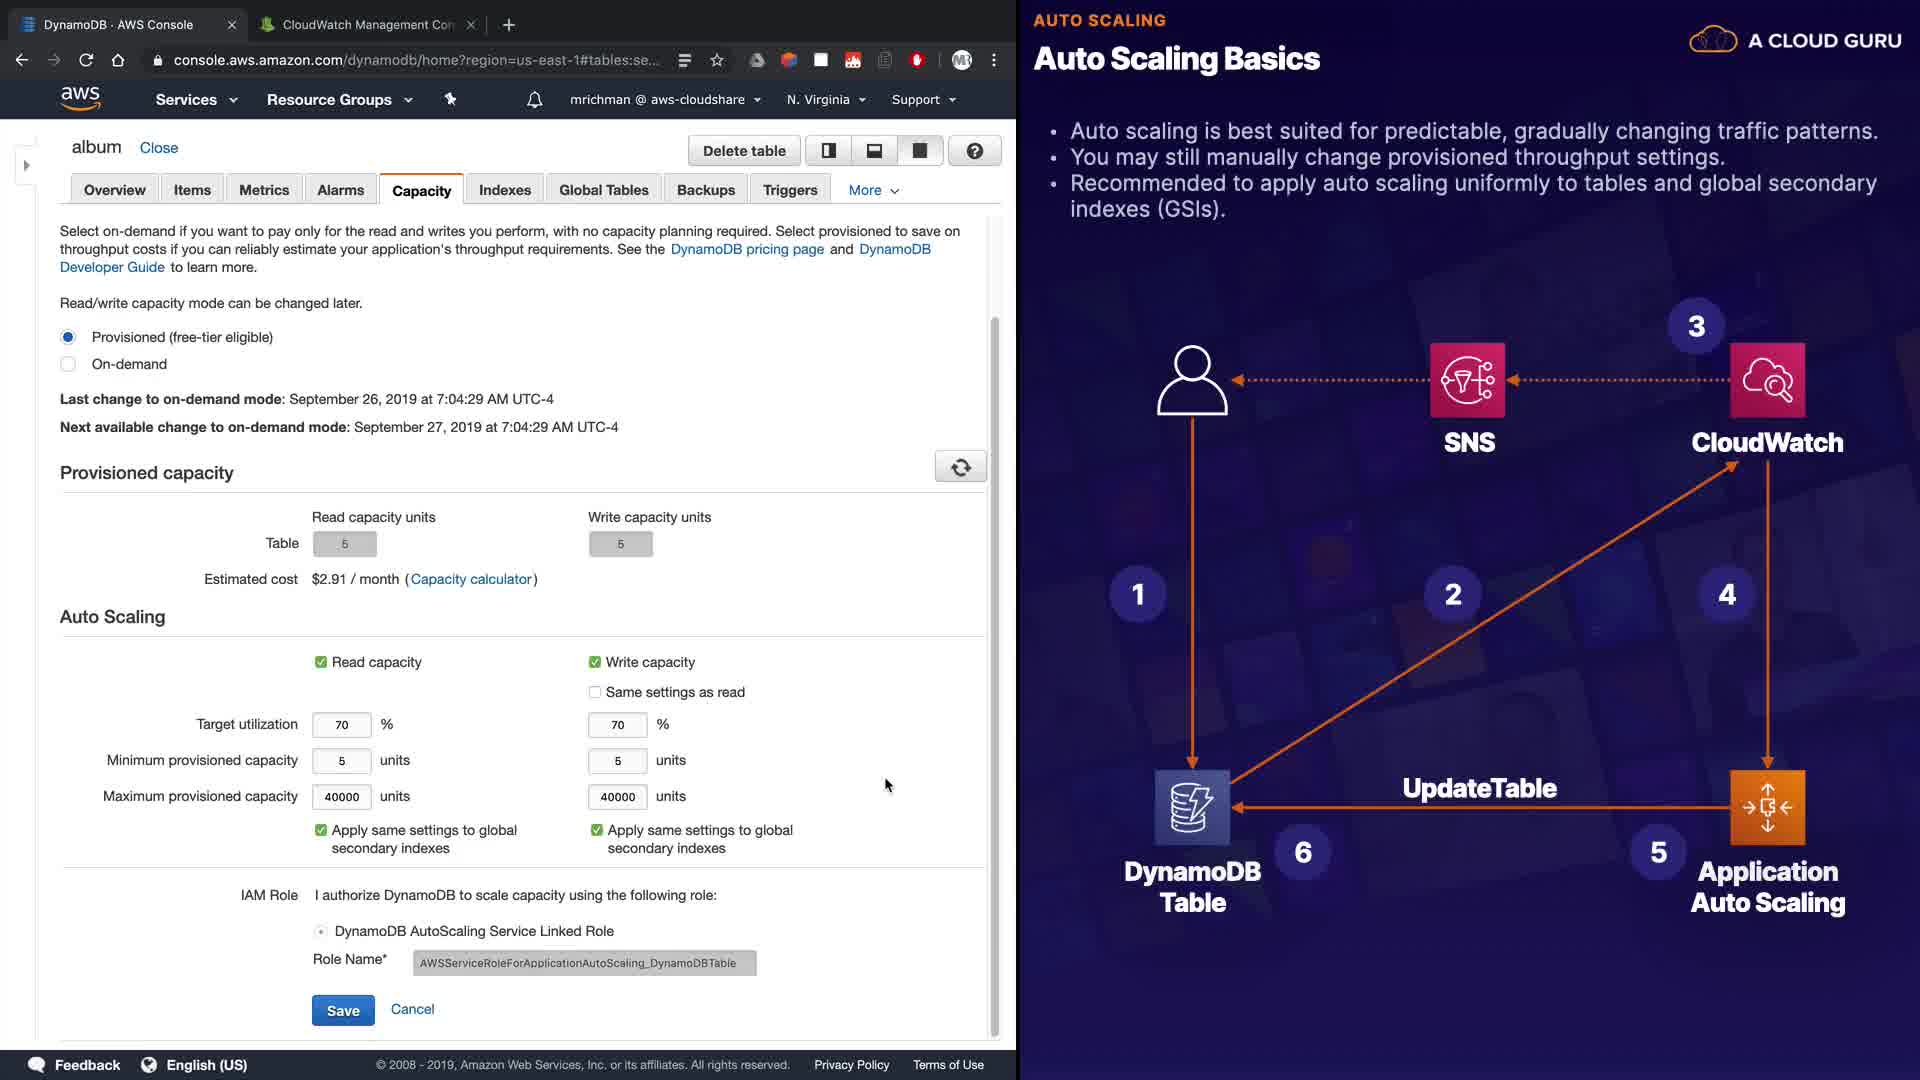 DynamoDB · AWS Console
CloudWatch Management Con
console.aws.amazon.com/dynamodb/home?region=us-east-1#tables:se...
aws
Services
Resource Groups
mrichman @ aws-cloudshare
N. Virginia
Support
album
Close
Delete table
Overview
Items
Metrics
Alarms
Capacity
Indexes
Global Tables
Backups
Triggers
More
Select on-demand if you want to pay only for the read and writes you perform, with no capacity planning required. Select provisioned to save on
throughput costs if you can reliably estimate your application's throughput requirements. See the DynamoDB pricing page and DynamoDB
Developer Guide to learn more.
Read/write capacity mode can be changed later.
Provisioned (free-tier eligible)
On-demand
Last change to on-demand mode: September 26, 2019 at 7:04:29 AM UTC-4
Next available change to on-demand mode: September 27, 2019 at 7:04:29 AM UTC-4
Provisioned capacity
Read capacity units
Write capacity units
Table
5
5
Estimated cost
$2.91 / month (Capacity calculator)
Auto Scaling
Read capacity
Write capacity
Same settings as read
Target utilization
70 %
70 %
Minimum provisioned capacity
5 units
5 units
Maximum provisioned capacity
40000 units
40000 units
Apply same settings to global
secondary indexes
Apply same settings to global
secondary indexes
IAM Role
I authorize DynamoDB to scale capacity using the following role:
DynamoDB AutoScaling Service Linked Role
Role Name*
AWSServiceRoleForApplicationAutoScaling_DynamoDBTable
Save
Cancel
Feedback
English (US)
© 2008 - 2019, Amazon Web Services, Inc. or its affiliates. All rights reserved.
Privacy Policy
Terms of Use
AUTO SCALING
Auto Scaling Basics
A CLOUD GURU
• Auto scaling is best suited for predictable, gradually changing traffic patterns.
• You may still manually change provisioned throughput settings.
• Recommended to apply auto scaling uniformly to tables and global secondary
indexes (GSIs).
3
SNS
CloudWatch
1
2
4
UpdateTable
6
5
DynamoDB
Table
Application
Auto Scaling